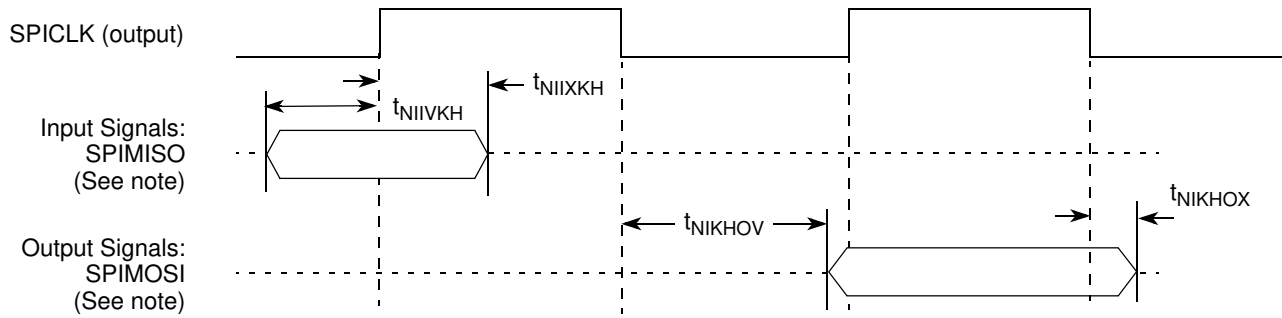 SPICLK (output)
tNIIXKH
tNIIVKH
Input Signals:
SPIMISO
(See note)
tNIKHOX
tNIKHOV
Output Signals:
SPIMOSI
(See note)